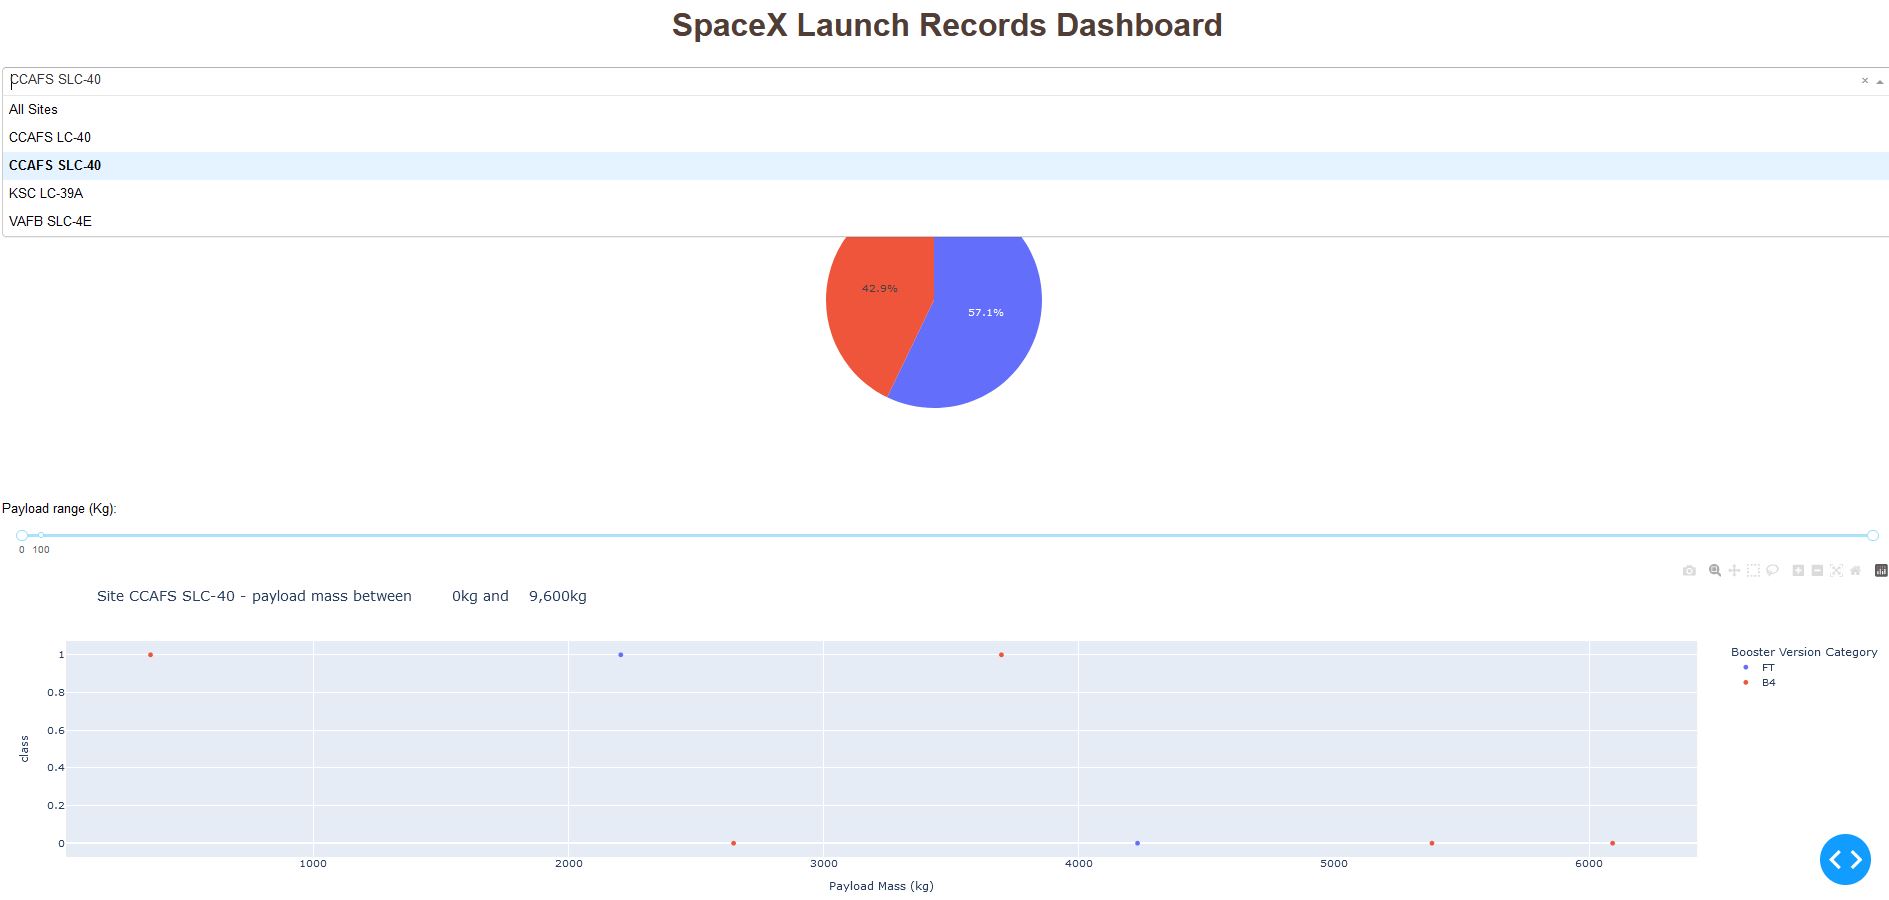 SpaceX Launch Records Dashboard
CCAFS SLC-40
×
All Sites
CCAFS LC-40
CCAFS SLC-40
KSC LC-39A
VAFB SLC-4E
42.9%
57.1%
Payload range (Kg):
0 100
Site CCAFS SLC-40 - payload mass between 0kg and 9,600kg
Booster Version Category
FT
B4
1
0.8
0.6
0.4
0.2
0
class
1000 2000 3000 4000 5000 6000
Payload Mass (kg)